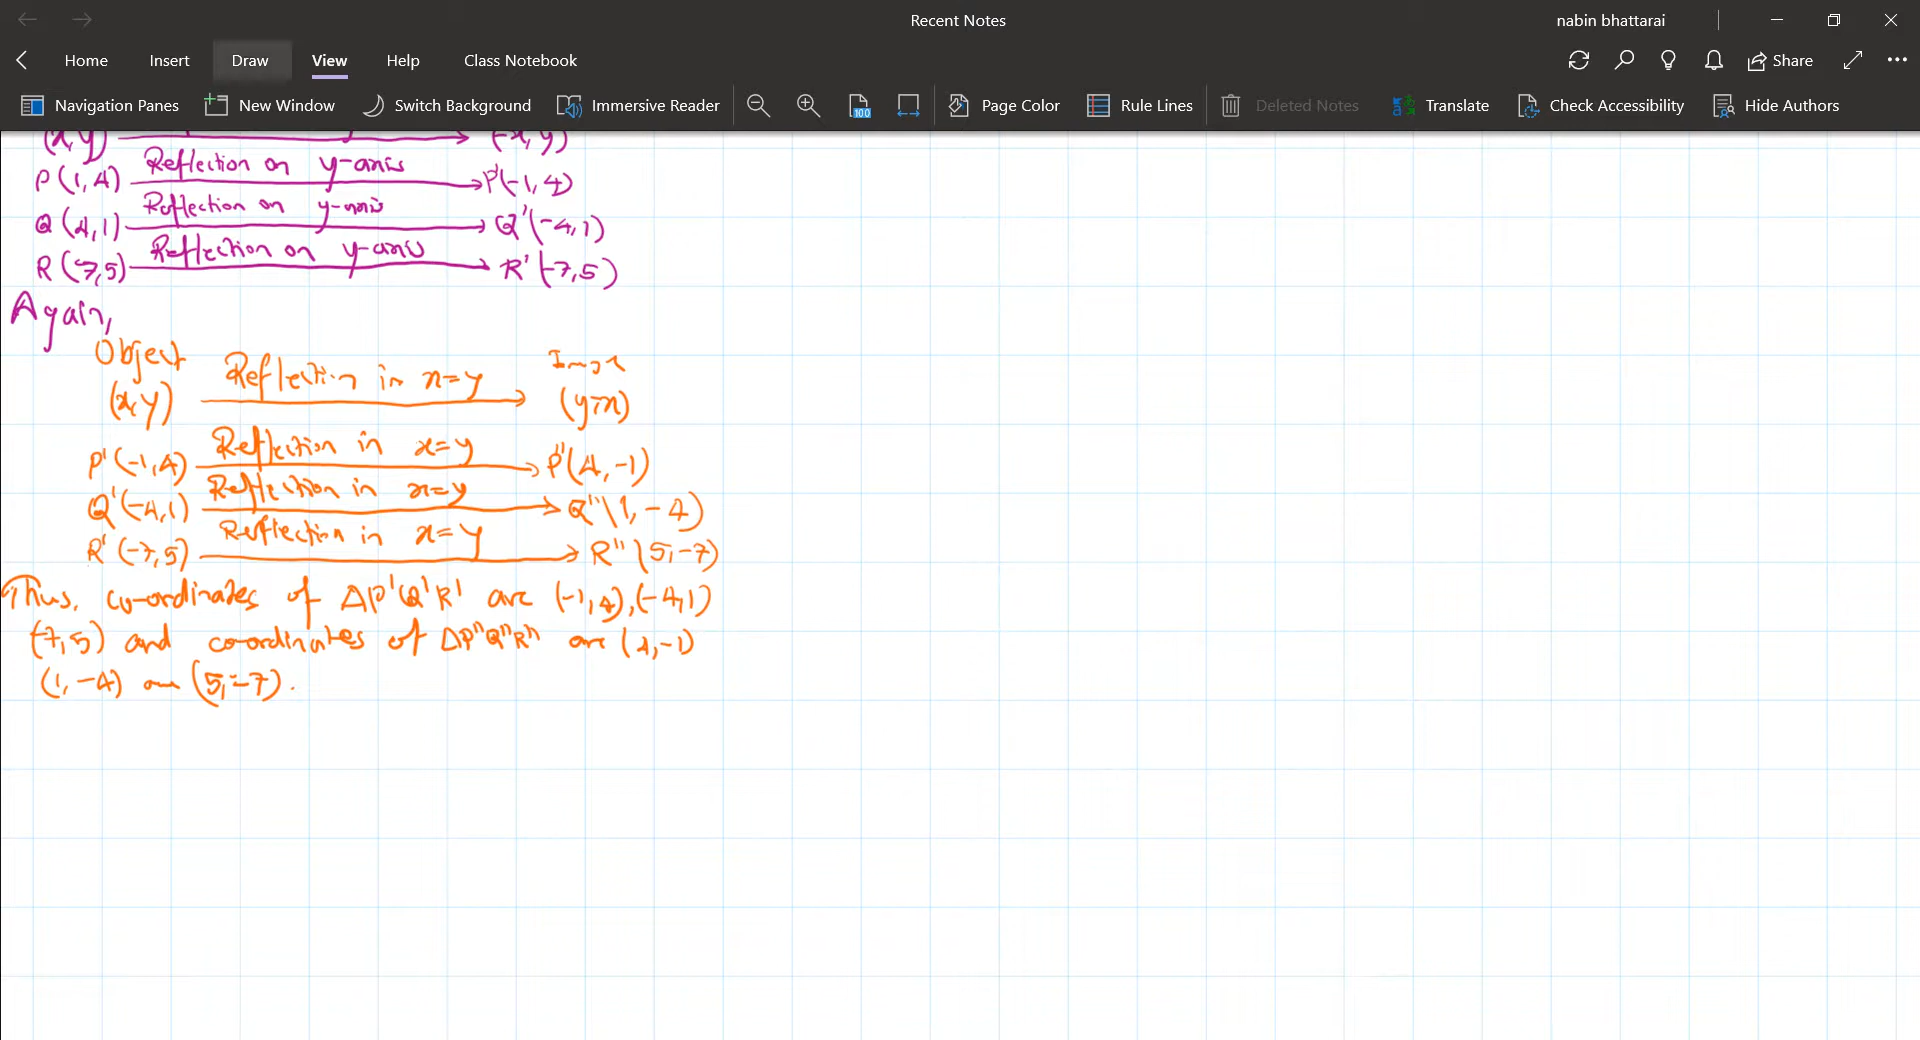 Recent Notes
nabin bhattarai
Home Insert Draw View Help Class Notebook
Share
Navigation Panes New Window Switch Background Immersive Reader 100 Page Color Rule Lines Deleted Notes Translate Check Accessibility Hide Authors
(x,y) (-x, y)
Reflection on y-axis
P(1,4) P'(-1,4)
Reflection on y-axis
Q(4,1) Q'(-4,1)
Reflection on y-axis
R(7,5) R'(-7,5)
Again,
Object
Reflection in x=y
(x,y) (y,x)
Reflection in x=y
P'(-1,4) P"(4,-1)
Reflection in x=y
Q'(-4,1) Q"(1,-4)
Reflection in x=y
R'(-7,5) R"(5,-7)
Thus, co-ordinates of ΔP'Q'R' are (-1,4),(-4,1)
(-7,5) and co-ordinates of ΔP"Q"R" are (4,-1)
(1,-4) (5,-7).